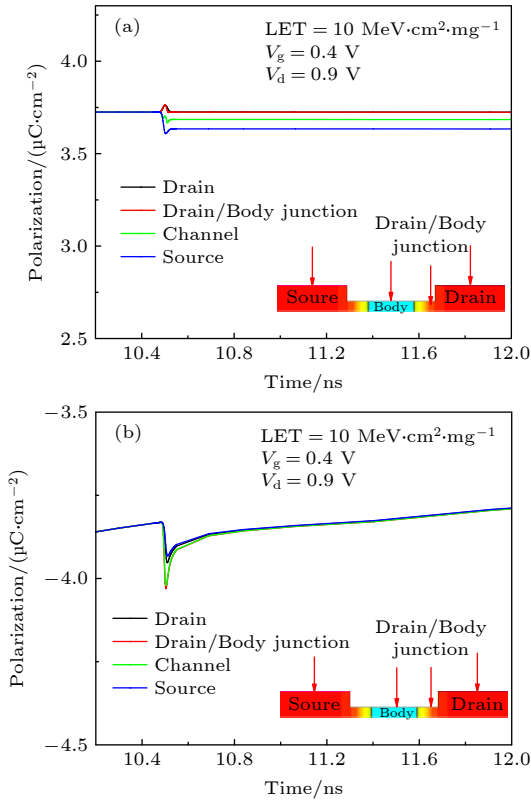 (a)
LET = 10 MeV·cm²·mg⁻¹
V_g = 0.4 V
V_d = 0.9 V
Polarization/(μC·cm⁻²)
4.0
3.5
3.0
2.5
Drain
Drain/Body junction
Channel
Source
Drain/Body
junction
Soure
Body
Drain
10.4
10.8
11.2
11.6
12.0
Time/ns
(b)
LET = 10 MeV·cm²·mg⁻¹
V_g = 0.4 V
V_d = 0.9 V
Polarization/(μC·cm⁻²)
−3.5
−4.0
−4.5
Drain
Drain/Body junction
Channel
Source
Drain/Body
junction
Soure
Body
Drain
10.4
10.8
11.2
11.6
12.0
Time/ns